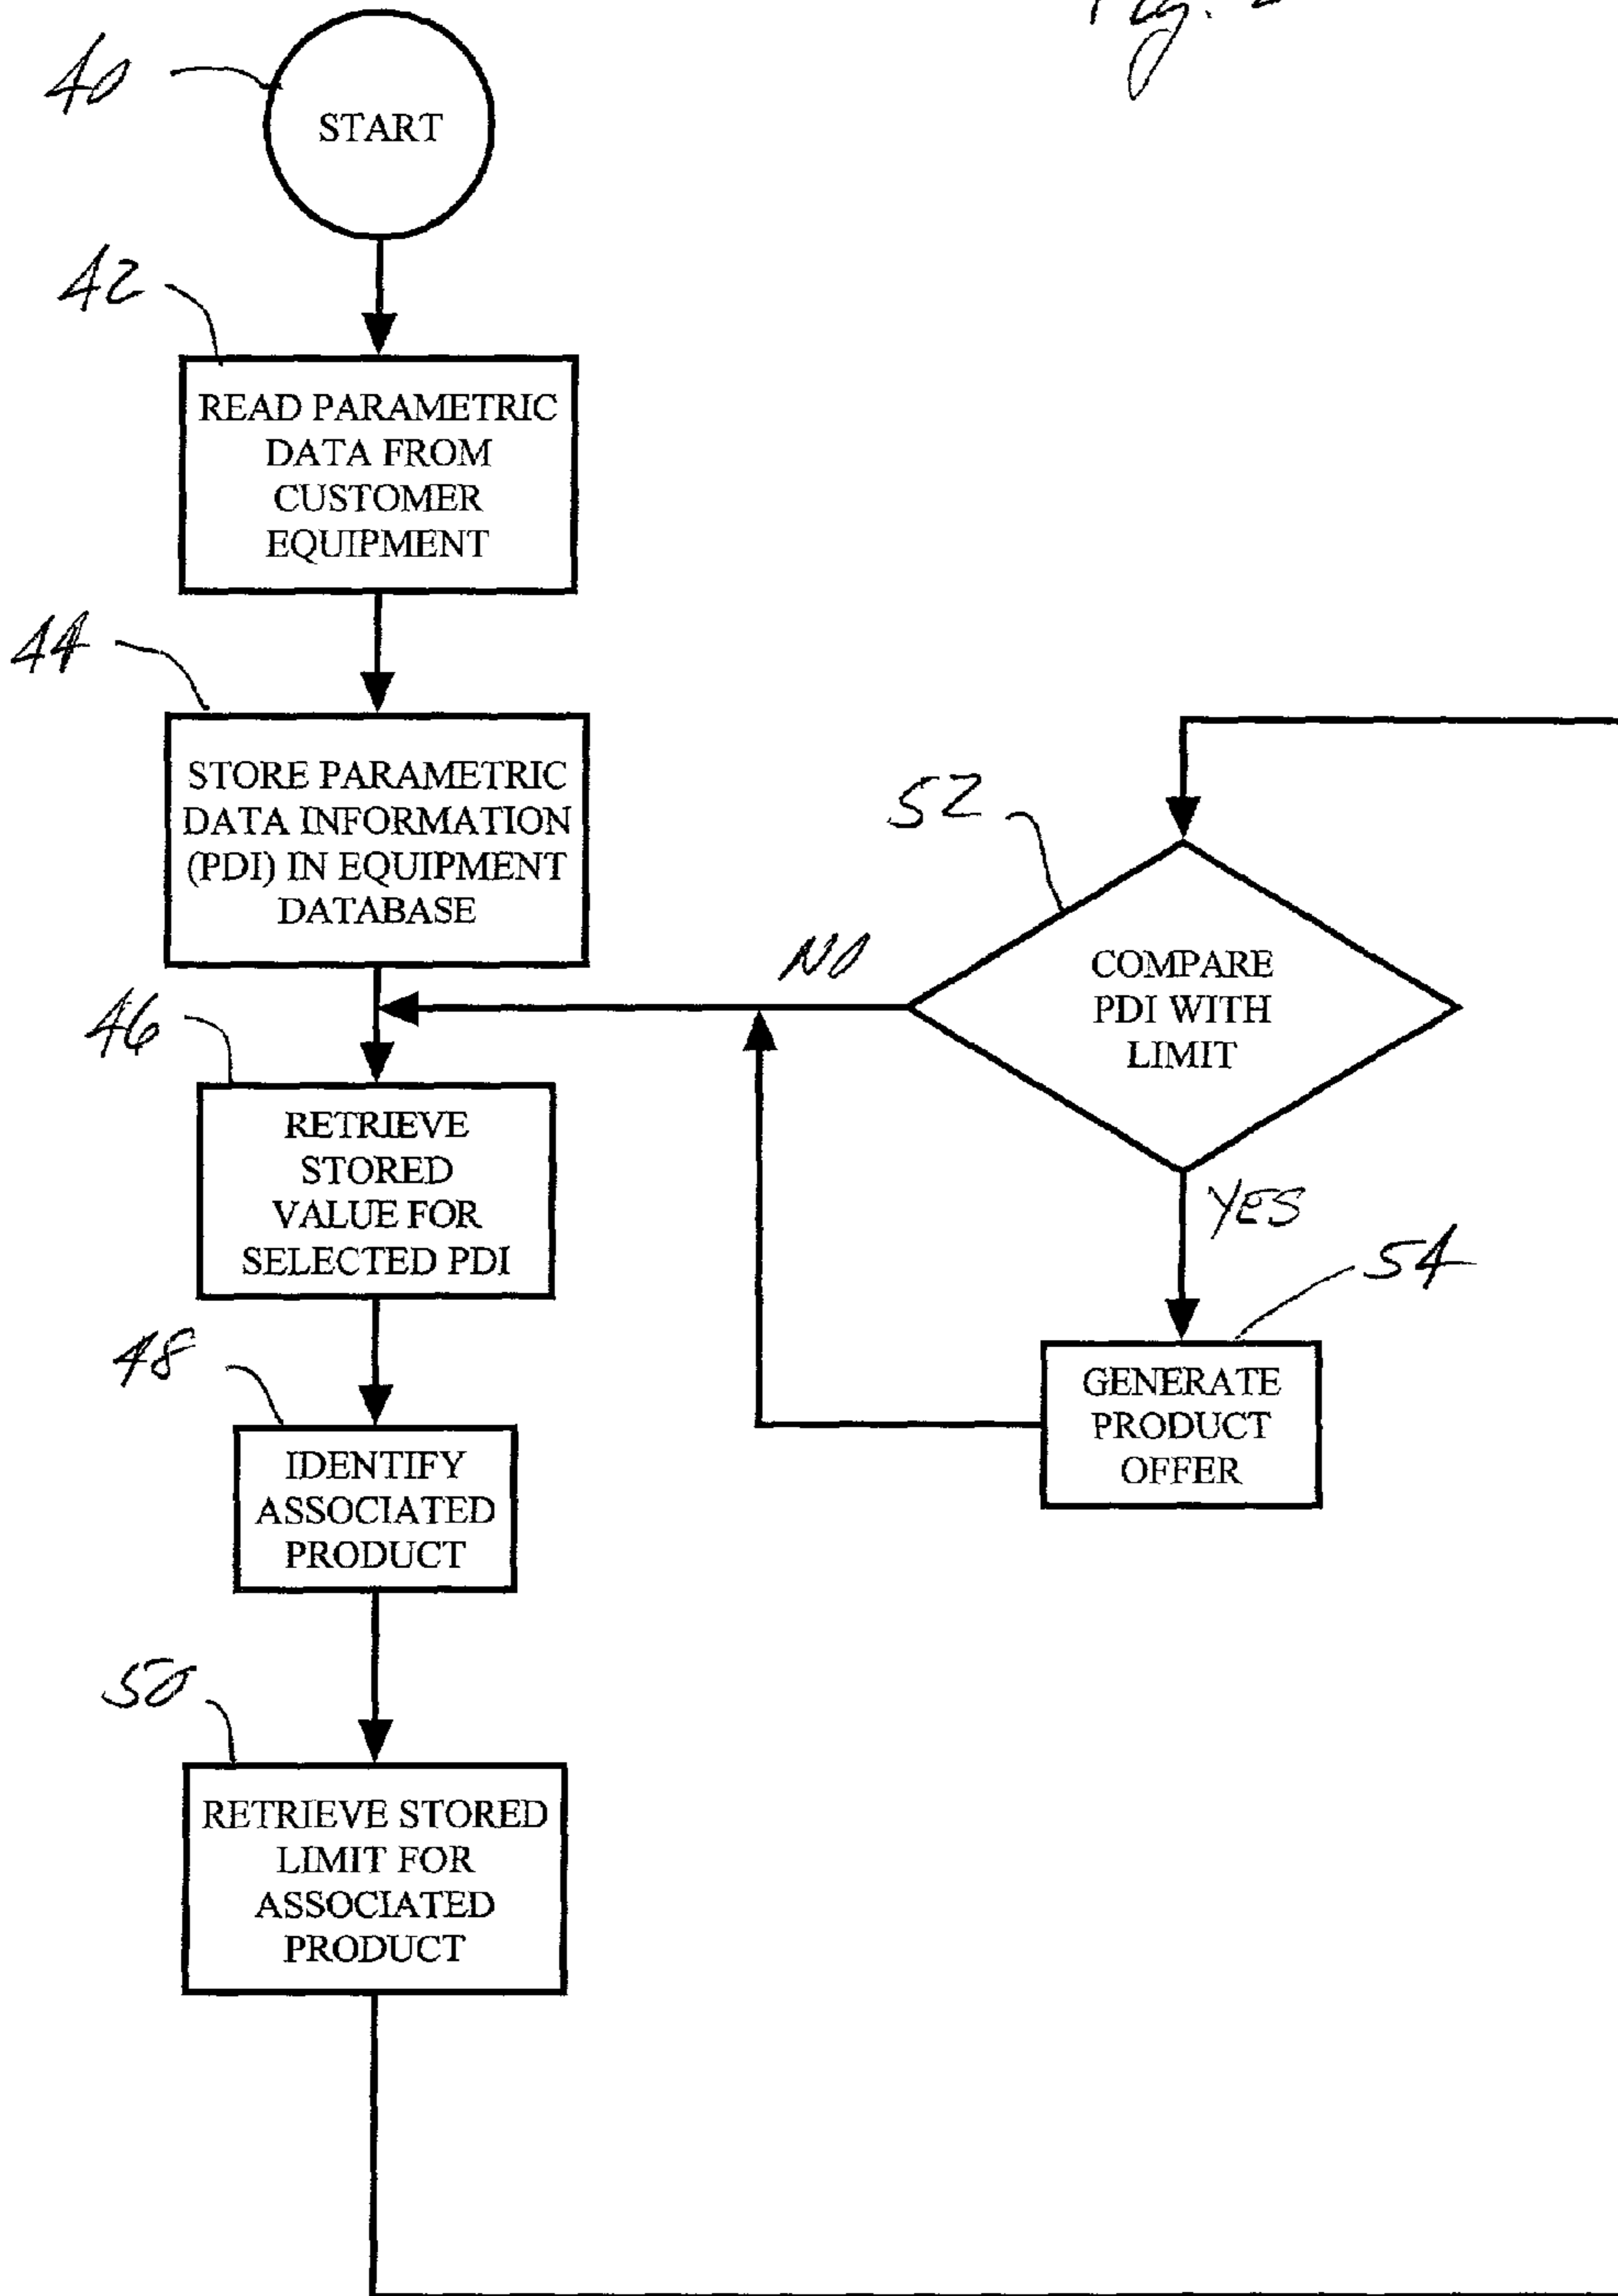 Fig.
40
START
42
READ PARAMETRIC
DATA FROM
CUSTOMER
EQUIPMENT
44
STORE PARAMETRIC
DATA INFORMATION
(PDI) IN EQUIPMENT
DATABASE
46
RETRIEVE
STORED
VALUE FOR
SELECTED PDI
48
IDENTIFY
ASSOCIATED
PRODUCT
50
RETRIEVE STORED
LIMIT FOR
ASSOCIATED
PRODUCT
52
COMPARE
PDI WITH
LIMIT
NO
YES
54
GENERATE
PRODUCT
OFFER